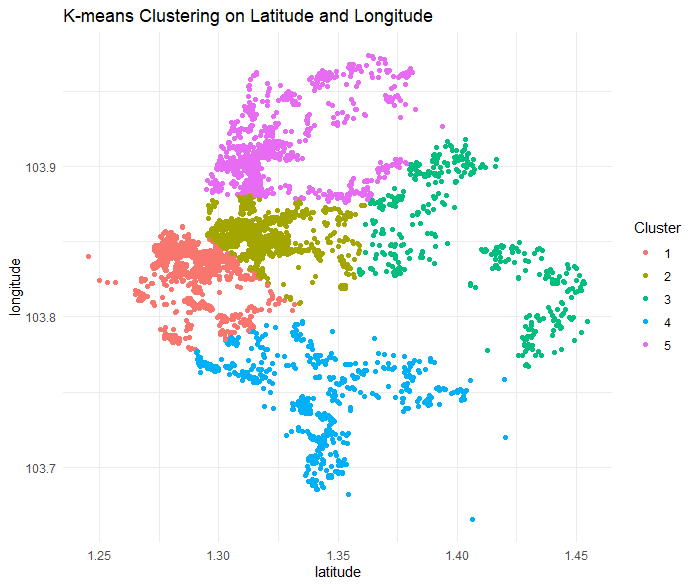 K-means Clustering on Latitude and Longitude
103.9
103.8
103.7
longitude
1.25 1.30 1.35 1.40 1.45
latitude
Cluster
1
2
3
4
5